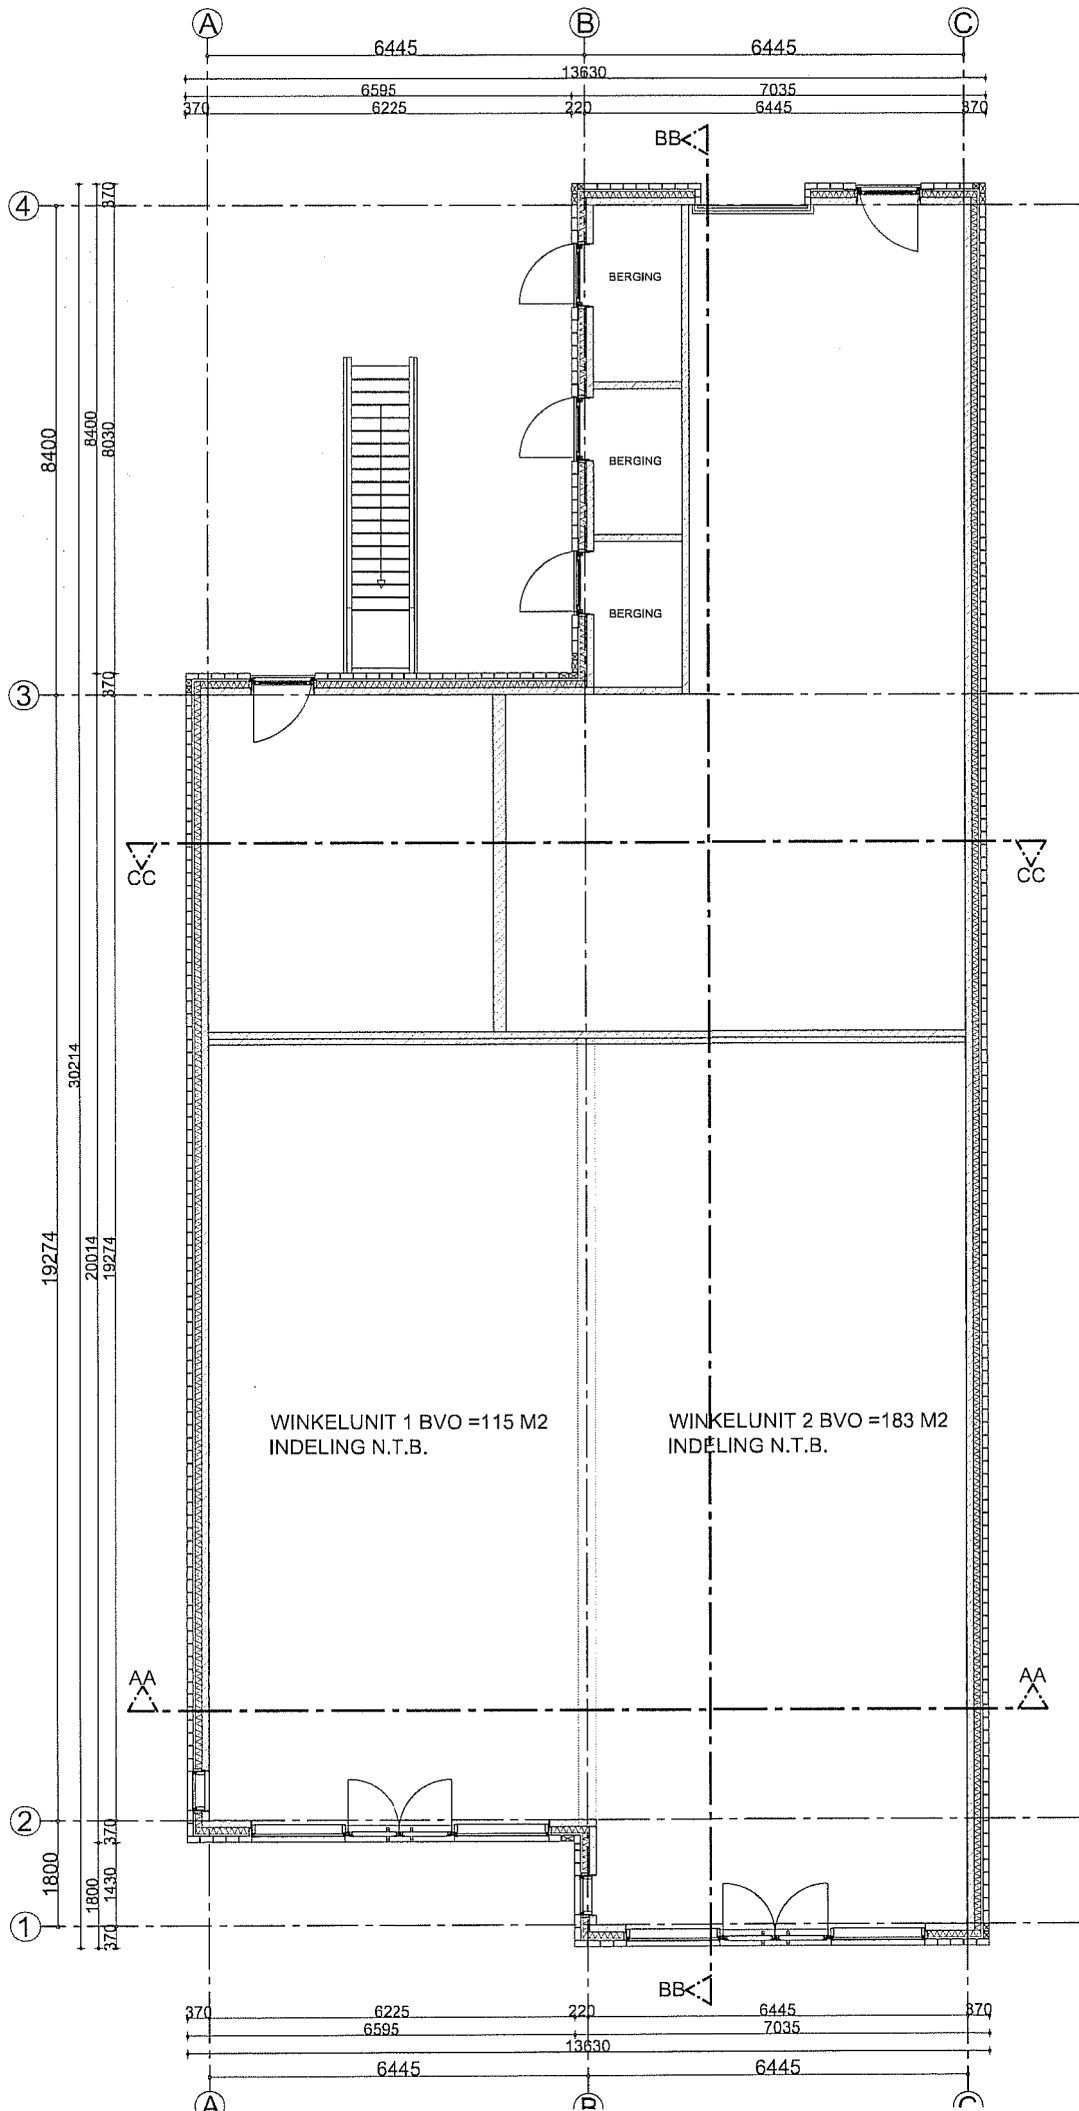 A B C
6445 6445
13630
6595 7035
370 6225 220 6445 370
BB
4
370
BERGING
8400 8400 8030
BERGING
BERGING
3
370
CC CC
30214
19274 20014 19274
WINKELUNIT 1 BVO =115 M2
INDELING N.T.B.
WINKELUNIT 2 BVO =183 M2
INDELING N.T.B.
AA AA
2
370
1800 1800 1430
1
370
BB
370 6225 220 6445 370
6595 7035
13630
6445 6445
A B C